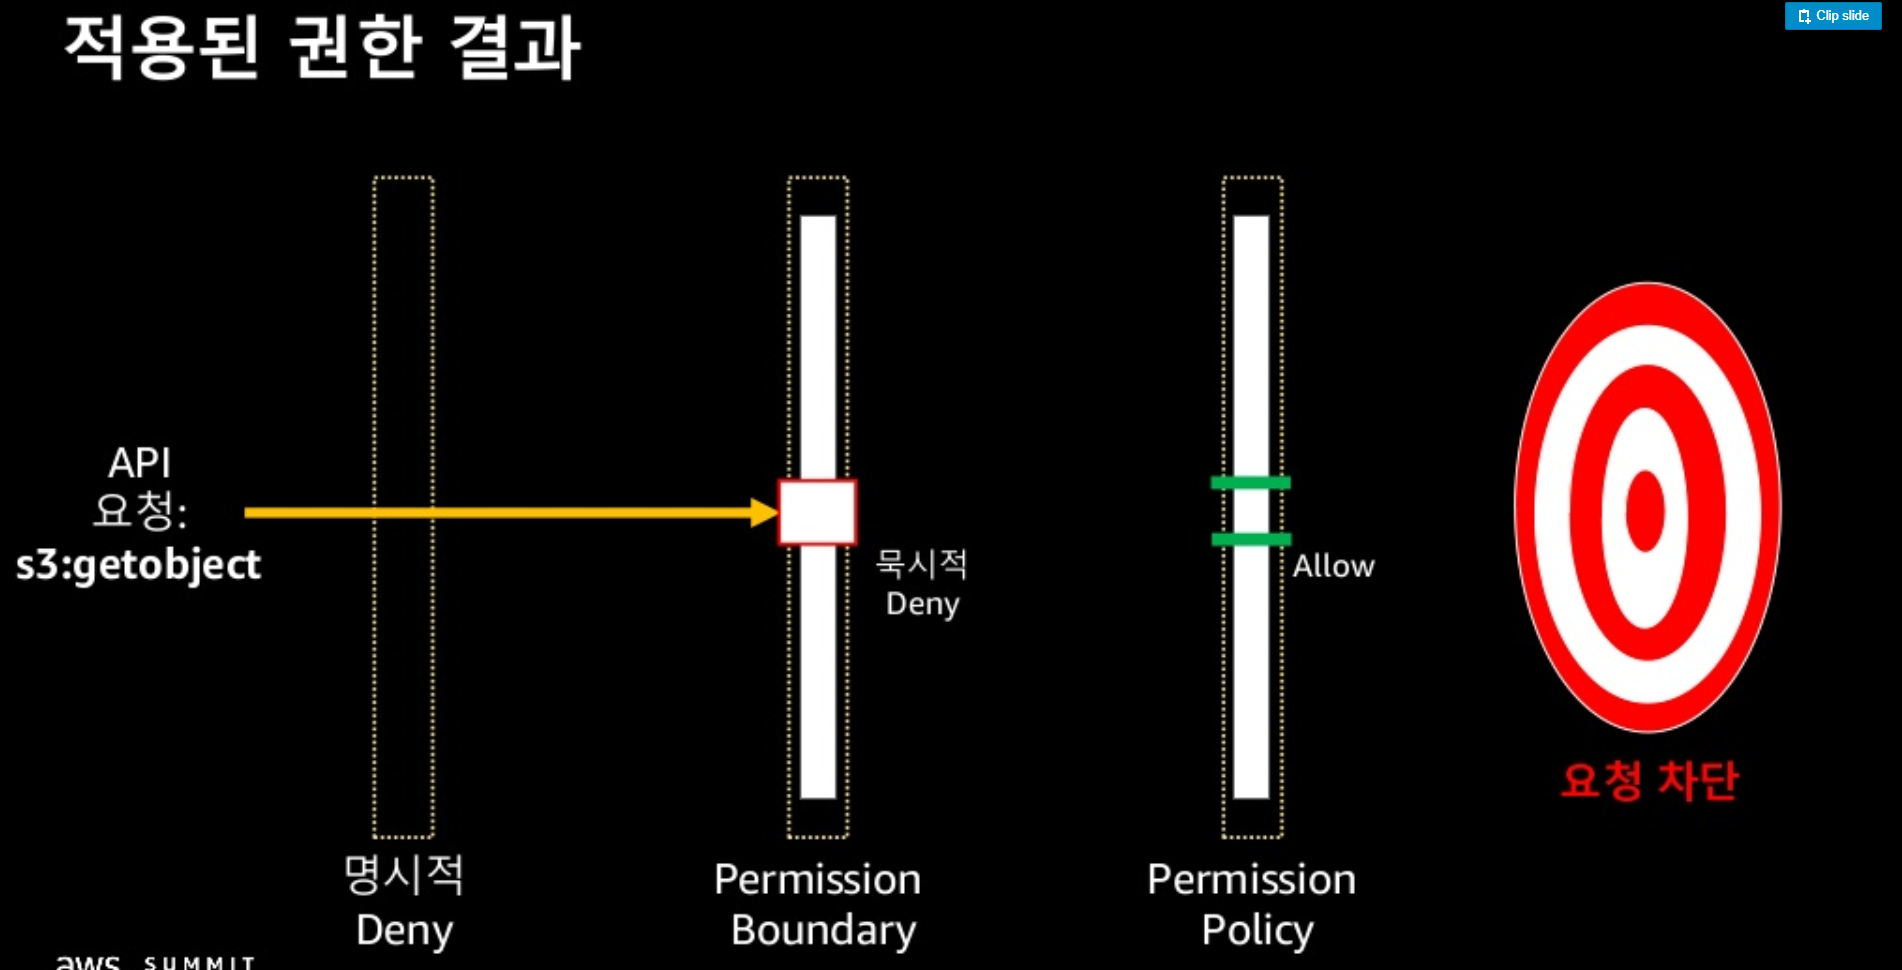 Clip slide
적용된 권한 결과
API
요청:
s3:getobject
묵시적
Deny
Allow
요청 차단
명시적
Deny
Permission
Boundary
Permission
Policy
aws SUMMIT